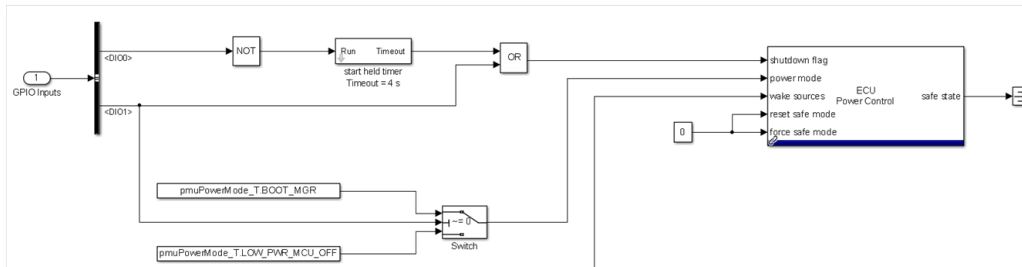 1
GPIO Inputs
<DIO0>
<DIO1>
NOT
Run
Timeout
start held timer
Timeout = 4 s
OR
shutdown flag
power mode
wake sources
reset safe mode
force safe mode
ECU
Power Control
safe state
0
pmuPowerMode_T.BOOT_MGR
~= 0
Switch
pmuPowerMode_T.LOW_PWR_MCU_OFF